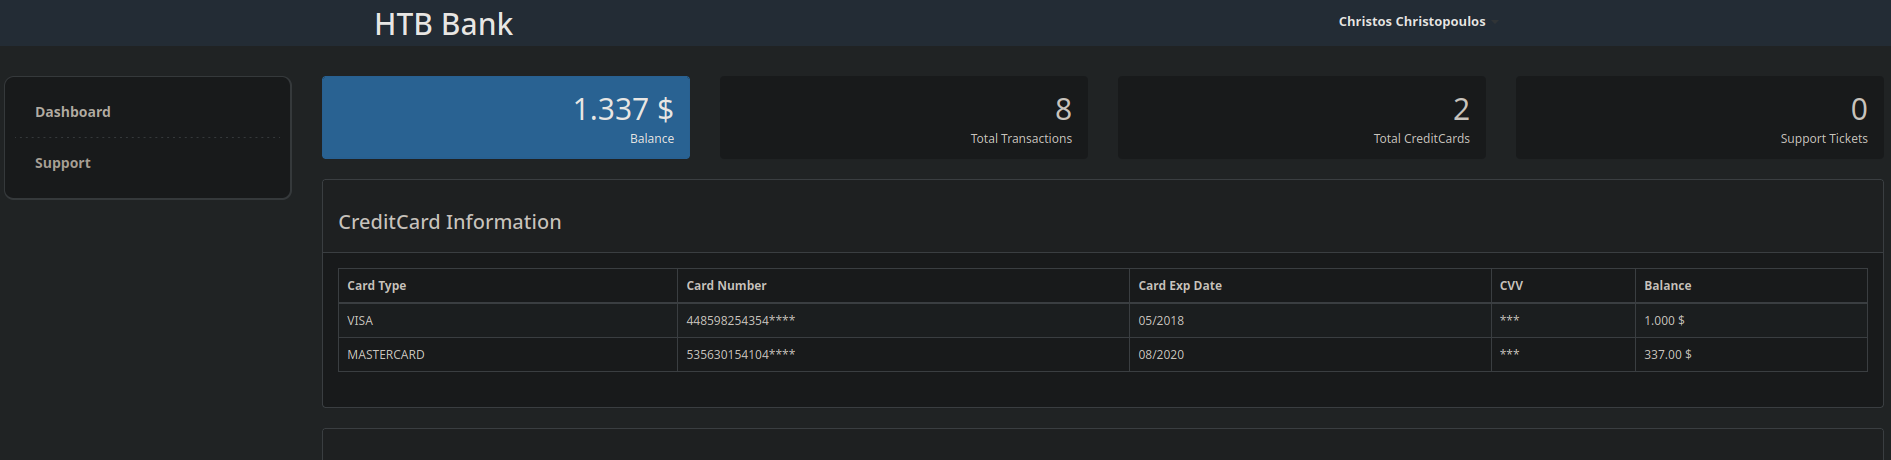 HTB Bank
Christos Christopoulos
Dashboard
Support
1.337 $
Balance
8
Total Transactions
2
Total CreditCards
0
Support Tickets
CreditCard Information
Card Type Card Number Card Exp Date CVV Balance
VISA 448598254354**** 05/2018 *** 1.000 $
MASTERCARD 535630154104**** 08/2020 *** 337.00 $